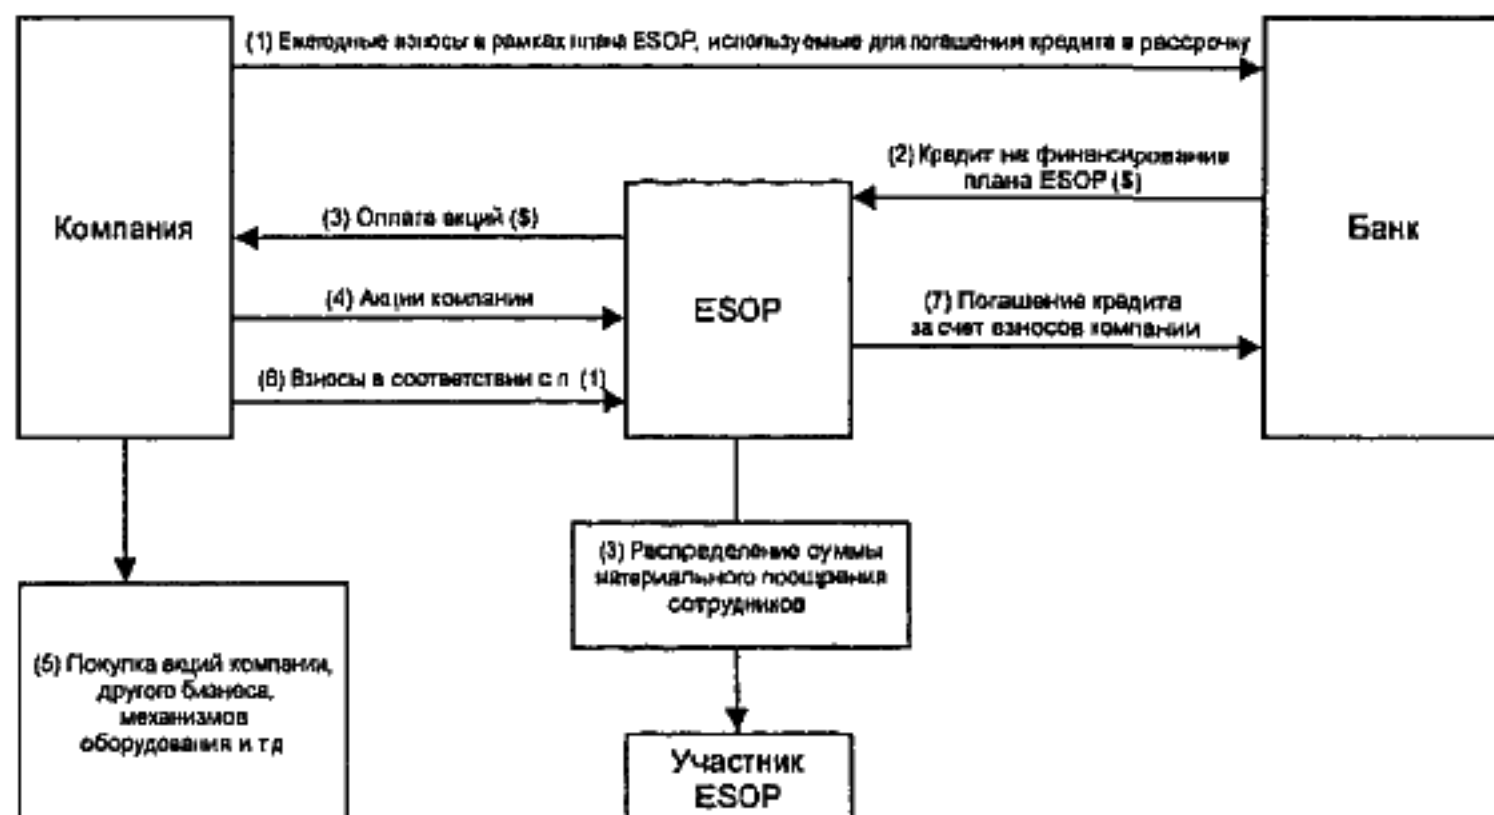 (1) Ежегодные взносы в рамках плана ESOP, используемые для погашения кредита в рассрочку
(2) Кредит на финансирование
плана ESOP ($)
Компания
(3) Оплата акций ($)
Банк
ESOP
(4) Акции компании
(7) Погашение кредита
за счет взносов компании
(6) Взносы в соответствии с п (1)
(3) Распределение суммы
материального поощрения
сотрудников
(5) Покупка акций компании,
другого бизнеса,
механизмов
оборудования и т д
Участник
ESOP